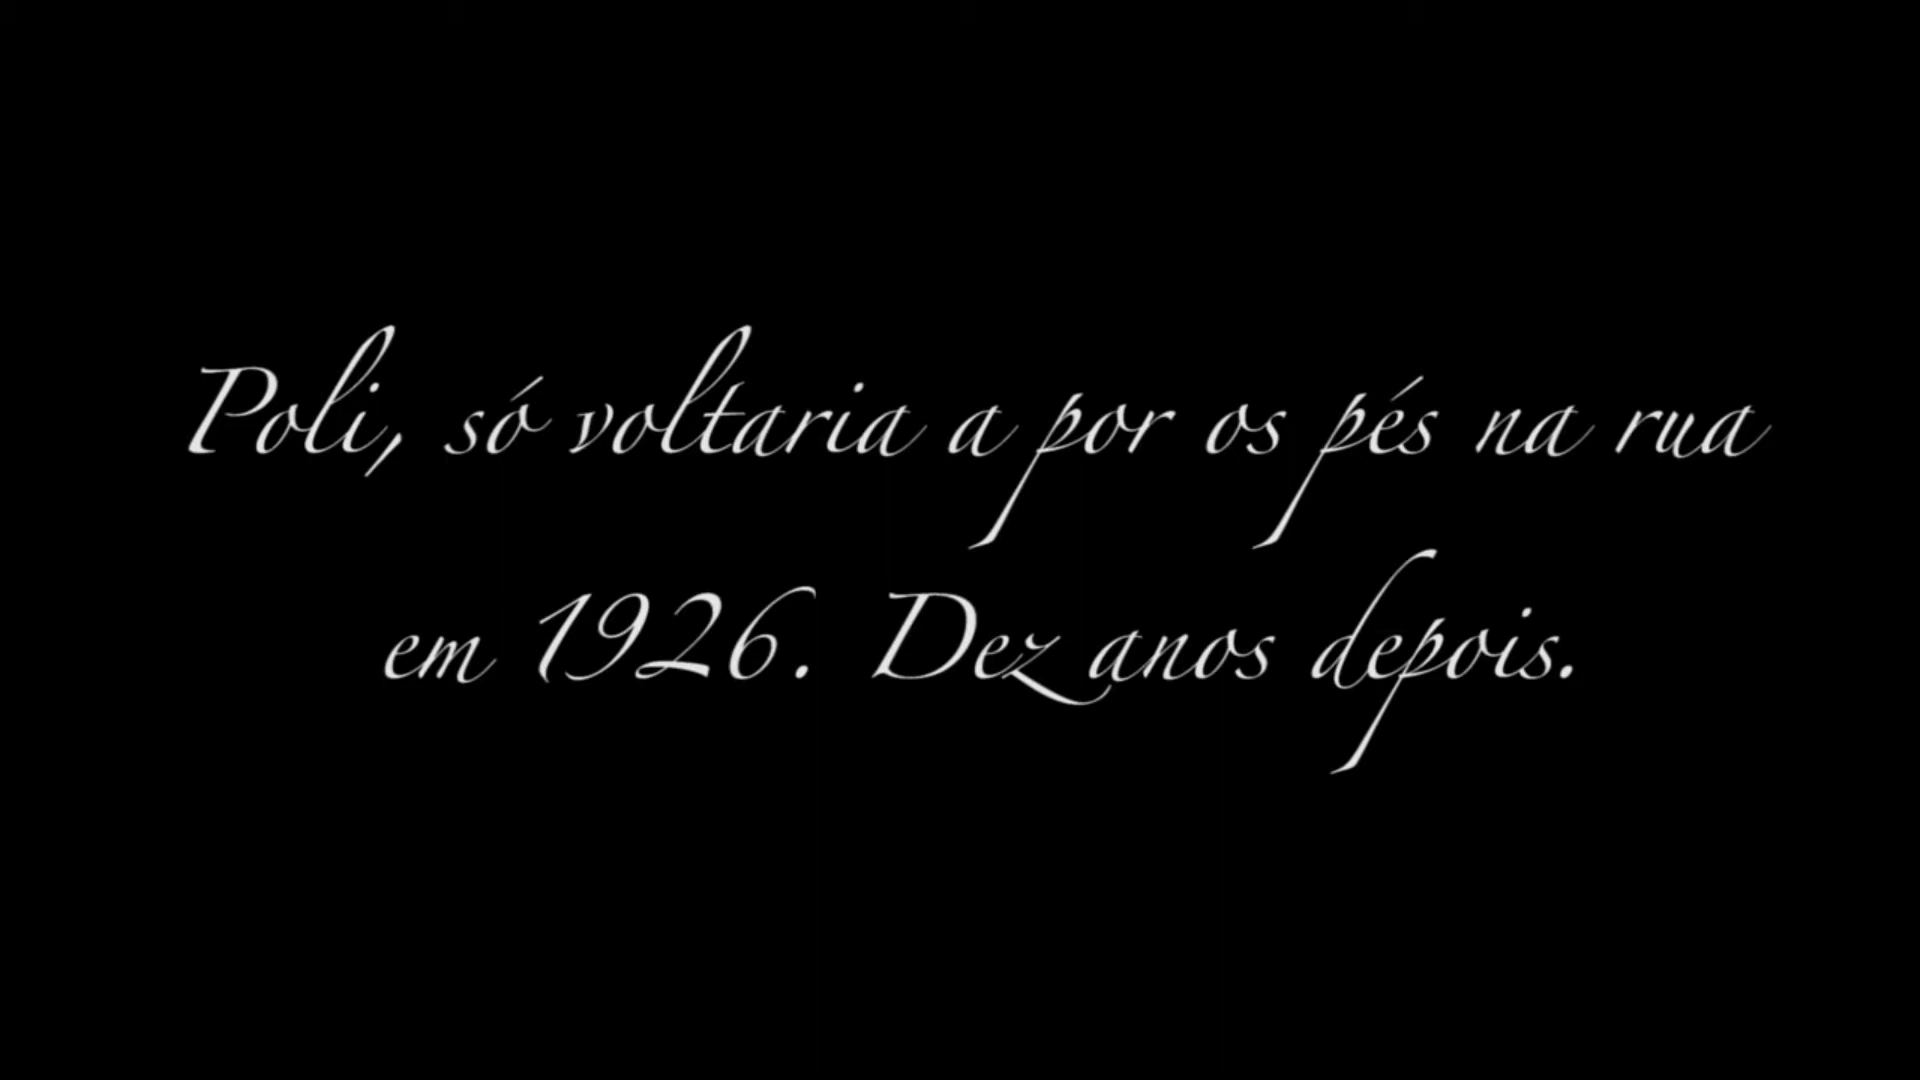 Poli, só voltaria a por os pés na rua
em 1926. Dez anos depois.